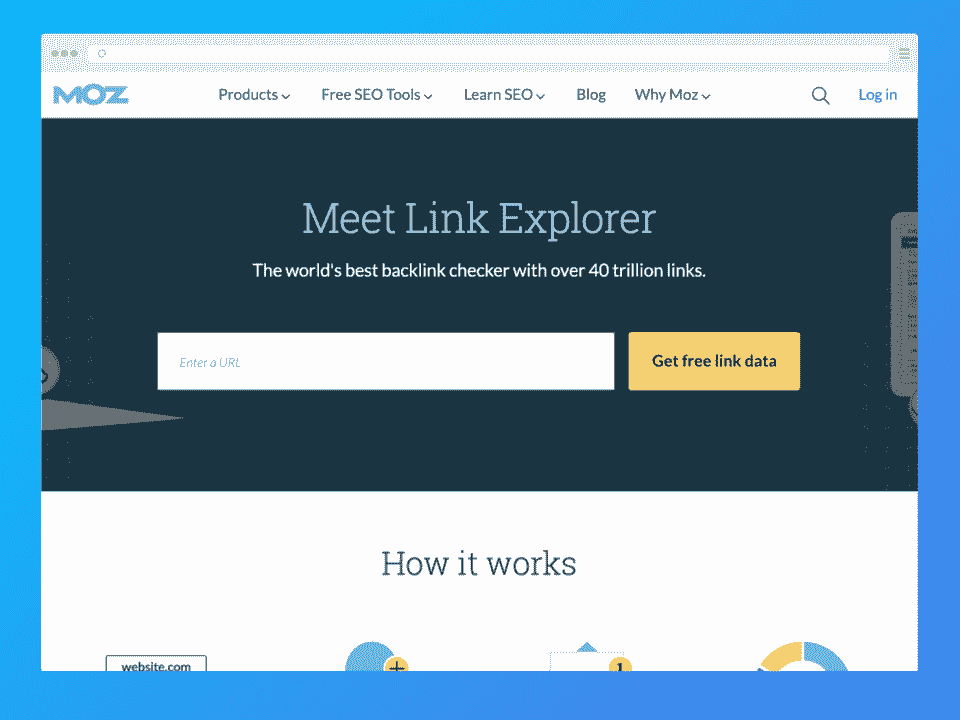 MOZ
Products Free SEO Tools Learn SEO Blog Why Moz Log in
Meet Link Explorer
The world's best backlink checker with over 40 trillion links.
Enter a URL Get free link data
How it works
website.com
1